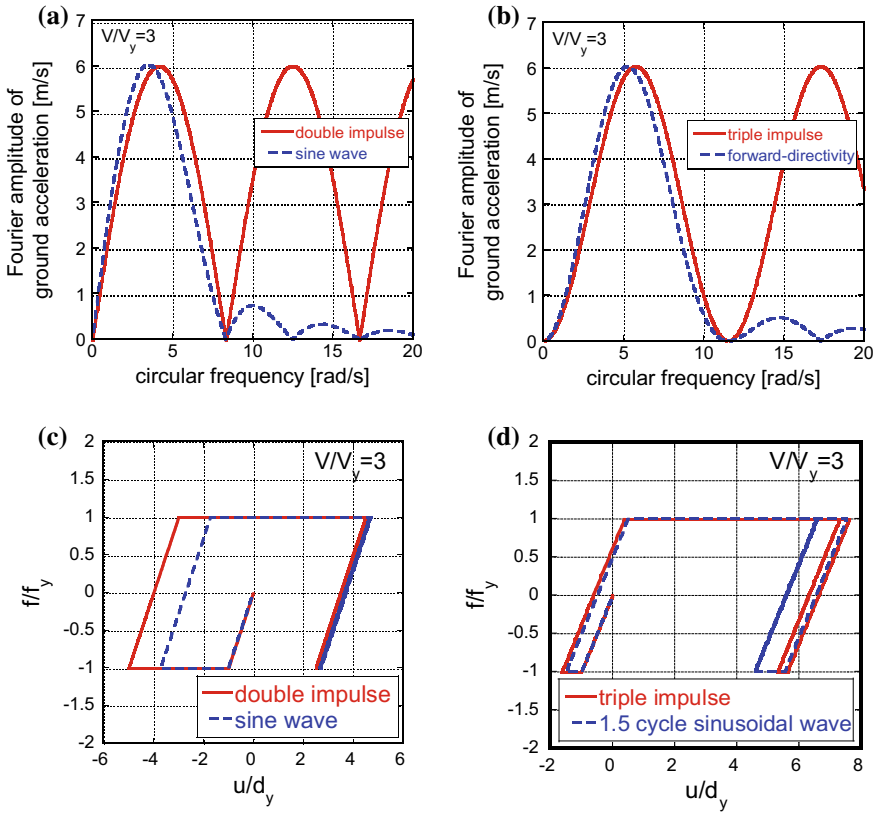 (a)
V/Vy=3
7
6
5
4
3
2
1
0
Fourier amplitude of
ground acceleration [m/s]
double impulse
sine wave
0 5 10 15 20
circular frequency [rad/s]
(b)
V/Vy=3
7
6
5
4
3
2
1
0
Fourier amplitude of
ground acceleration [m/s]
triple impulse
forward-directivity
0 5 10 15 20
circular frequency [rad/s]
(c)
V/Vy=3
2
1.5
1
0.5
0
-0.5
-1
-1.5
-2
f/fy
double impulse
sine wave
-6 -4 -2 0 2 4 6
u/dy
(d)
V/Vy=3
2
1.5
1
0.5
0
-0.5
-1
-1.5
-2
f/fy
triple impulse
1.5 cycle sinusoidal wave
-2 0 2 4 6 8
u/dy